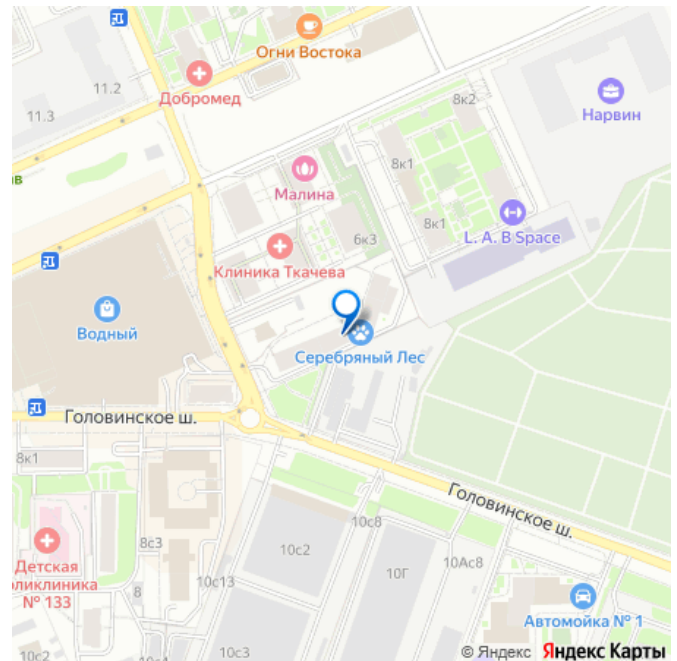 Огни Востока
11.2
Добромед
11.3
8к2
Нарвин
8к1
Малина
ав
8к1
L. A. B Space
6к3
Клиника Ткачева
Водный
Серебряный Лес
Головинское ш.
8к1
Головинское ш.
10с8
8с3
10с2
10Ас8
10Г
Детская
оликлиника
№ 133
10с13
8
Автомойка № 1
10с2
10с3
© Яндекс Яндекс Карты